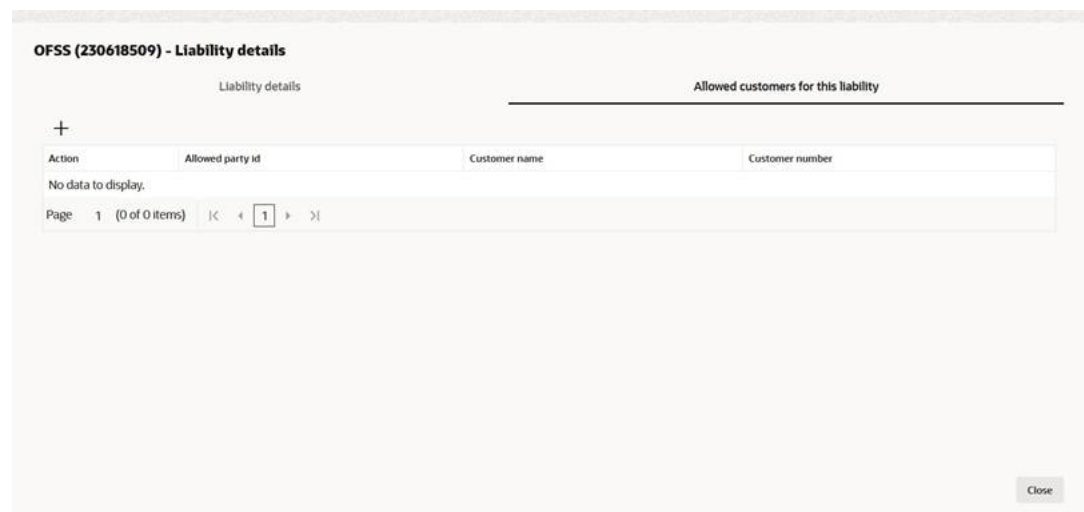 OFSS (230618509) - Liability details
Liability details Allowed customers for this liability
+
Action Allowed party id Customer name Customer number
No data to display.
Page 1 (0 of 0 items) 1
Close